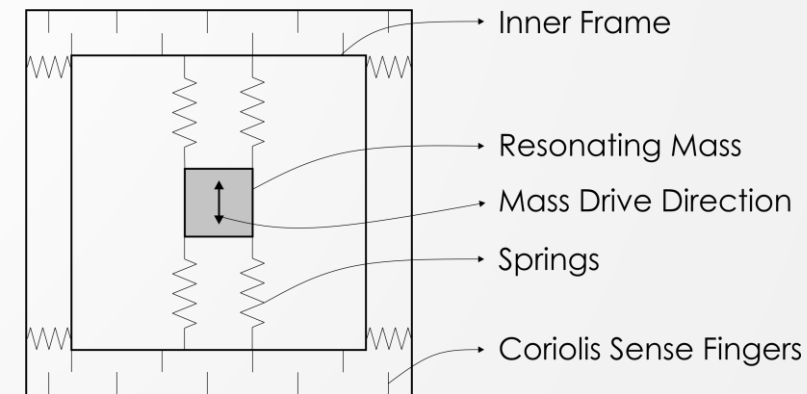 Inner Frame
Resonating Mass
Mass Drive Direction
Springs
Coriolis Sense Fingers